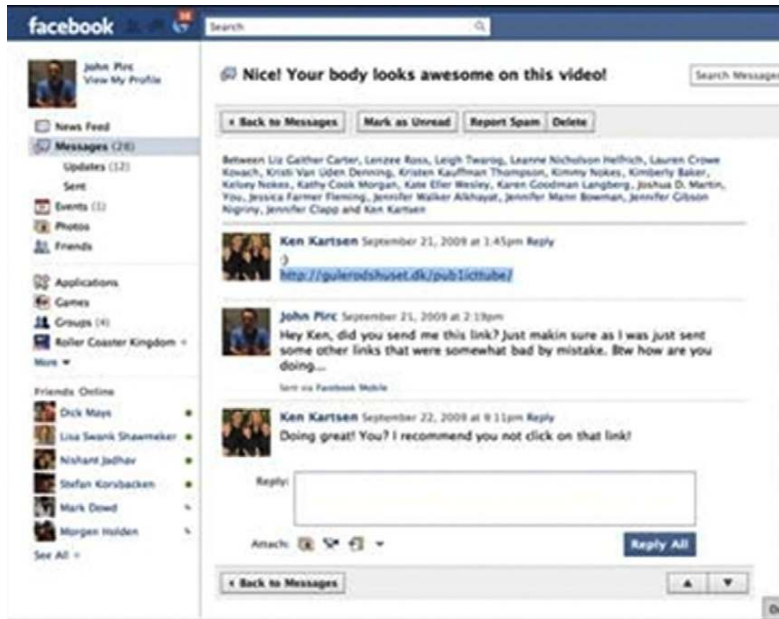 facebook
Search
John Pirc
View My Profile
News Feed
Messages (28)
Updates (12)
Sent
Events (1)
Photos
Friends
Applications
Games
Groups (4)
Roller Coaster Kingdom
More
Friends Online
Dick Mays
Lisa Swank Shawmeker
Nishant Jadhav
Stefan Korsbacken
Mark Dowd
Morgen Holden
See All
Nice! Your body looks awesome on this video!
Search Messages
Back to Messages
Mark as Unread
Report Spam
Delete
Between Liz Gaither Carter, Lenzee Ross, Leigh Twarog, Leanne Nicholson Helfrich, Lauren Crowe
Kovach, Kristi Van Uden Denning, Kristen Kauffman Thompson, Kimmy Nokes, Kimberly Baker,
Kelsey Nokes, Kathy Cook Morgan, Kate Eller Wesley, Karen Goodman Langberg, Joshua D. Martin,
You, Jessica Farmer Fleming, Jennifer Walker Alkhayat, Jennifer Mann Bowman, Jennifer Gibson
Nigriny, Jennifer Clapp and Ken Kartsen
Ken Kartsen September 21, 2009 at 1:45pm Reply
:)
http://gulerodshuset.dk/pub1icttube/
John Pirc September 21, 2009 at 2:19pm
Hey Ken, did you send me this link? Just makin sure as I was just sent
some other links that were somewhat bad by mistake. Btw how are you
doing...
Sent via Facebook Mobile
Ken Kartsen September 22, 2009 at 9:11pm Reply
Doing great! You? I recommend you not click on that link!
Reply:
Attach:
Reply All
Back to Messages